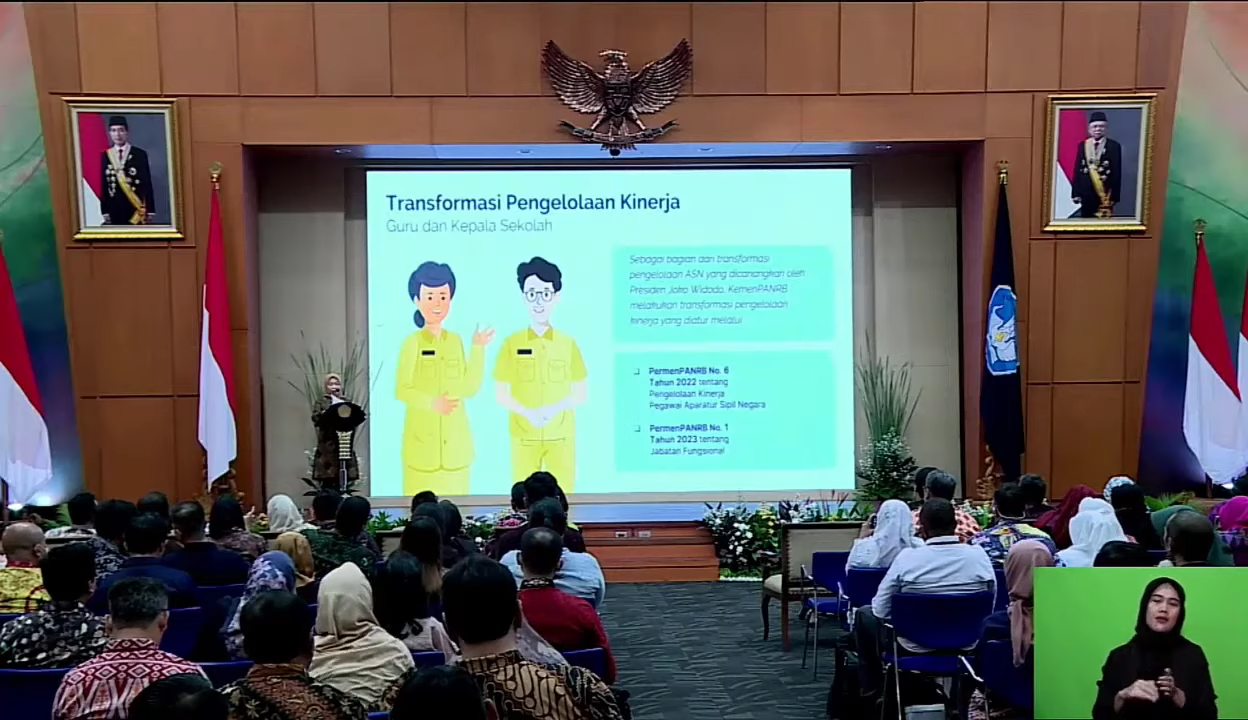 Transformasi Pengelolaan Kinerja
Guru dan Kepala Sekolah
Sebagai bagian dari transformasi
pengelolaan ASN yang dicanangkan oleh
Presiden Joko Widodo, KemenPANRB
melakukan transformasi pengelolaan
kinerja yang diatur melalui
PermenPANRB No. 6
Tahun 2022 tentang
Pengelolaan Kinerja
Pegawai Aparatur Sipil Negara
PermenPANRB No. 1
Tahun 2023 tentang
Jabatan Fungsional